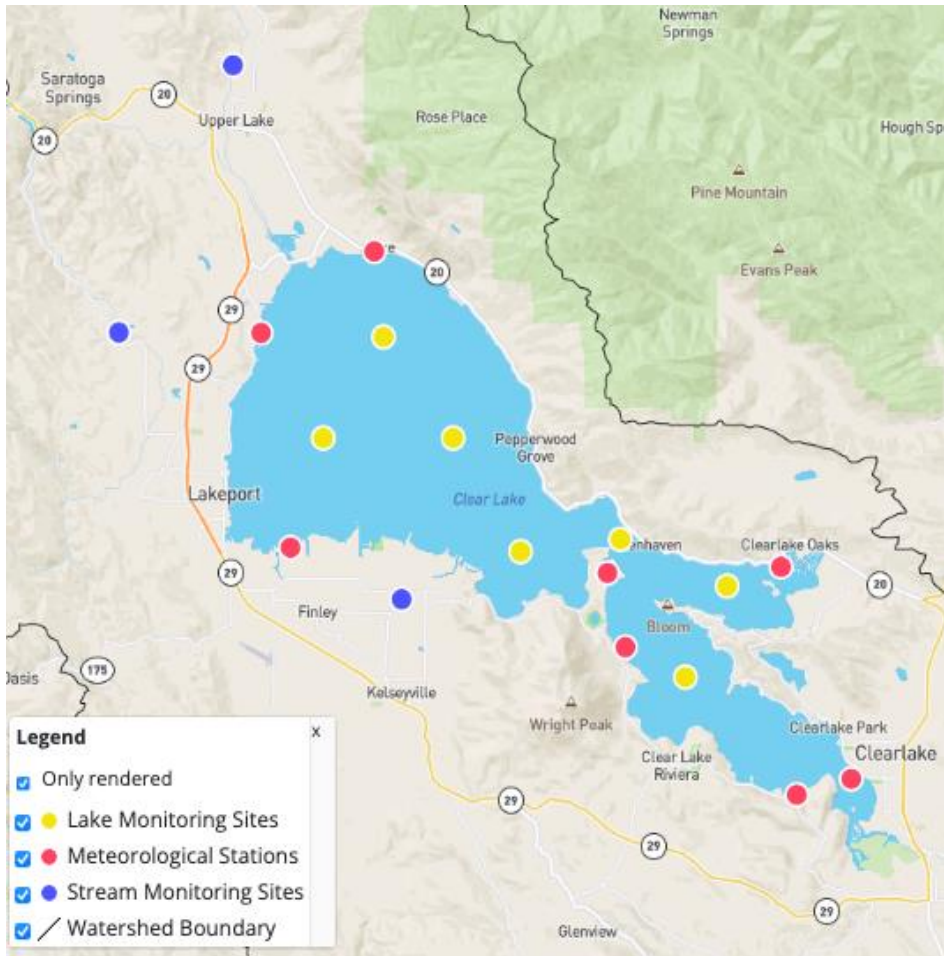 Newman
Springs
Saratoga
Springs
20
Upper Lake
Rose Place
20
Hough Sp
Pine Mountain
Evans Peak
20
29
29
Pepperwood
Grove
Lakeport
Clear Lake
enhaven
Clearlake Oaks
29
20
Finley
Bloom
175
Kelseyville
Wright Peak
Clearlake Park
Clearlake
Clear Lake
Riviera
Legend
x
Only rendered
Lake Monitoring Sites
Meteorological Stations
Stream Monitoring Sites
Watershed Boundary
29
29
29
Glenview